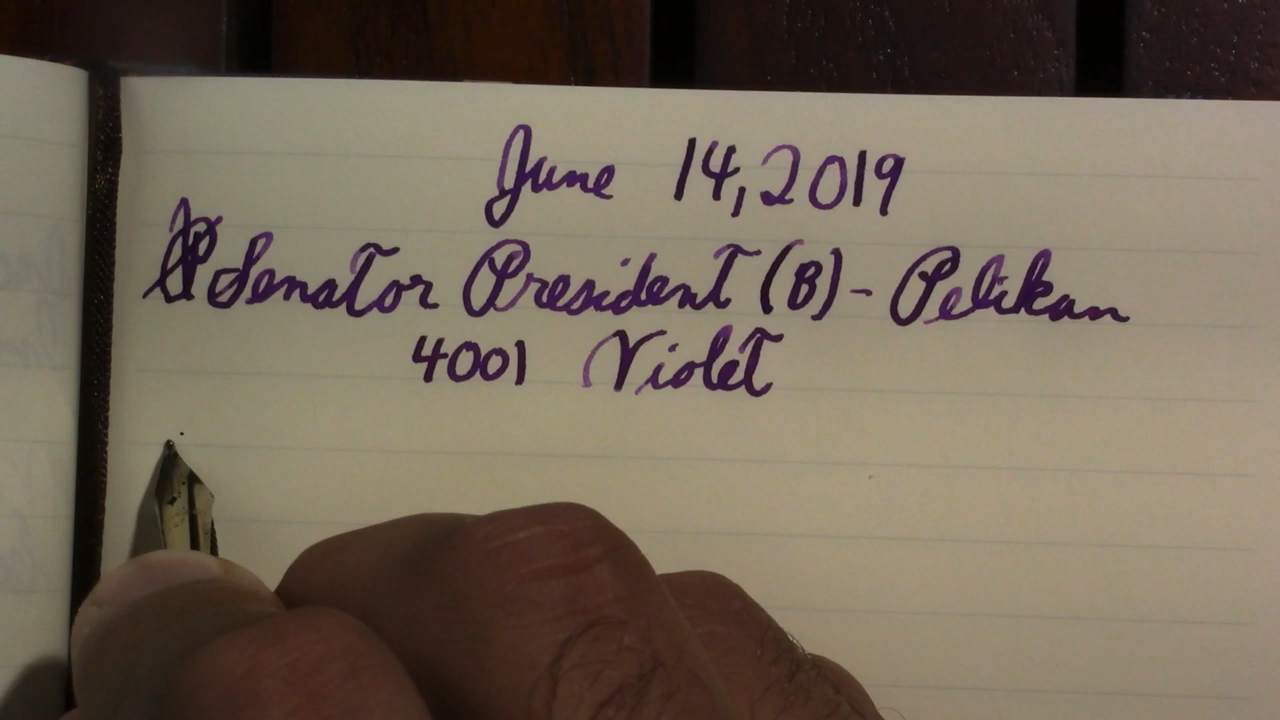 June 14, 2019
Senator President (B) - Pelikan
4001 Violet